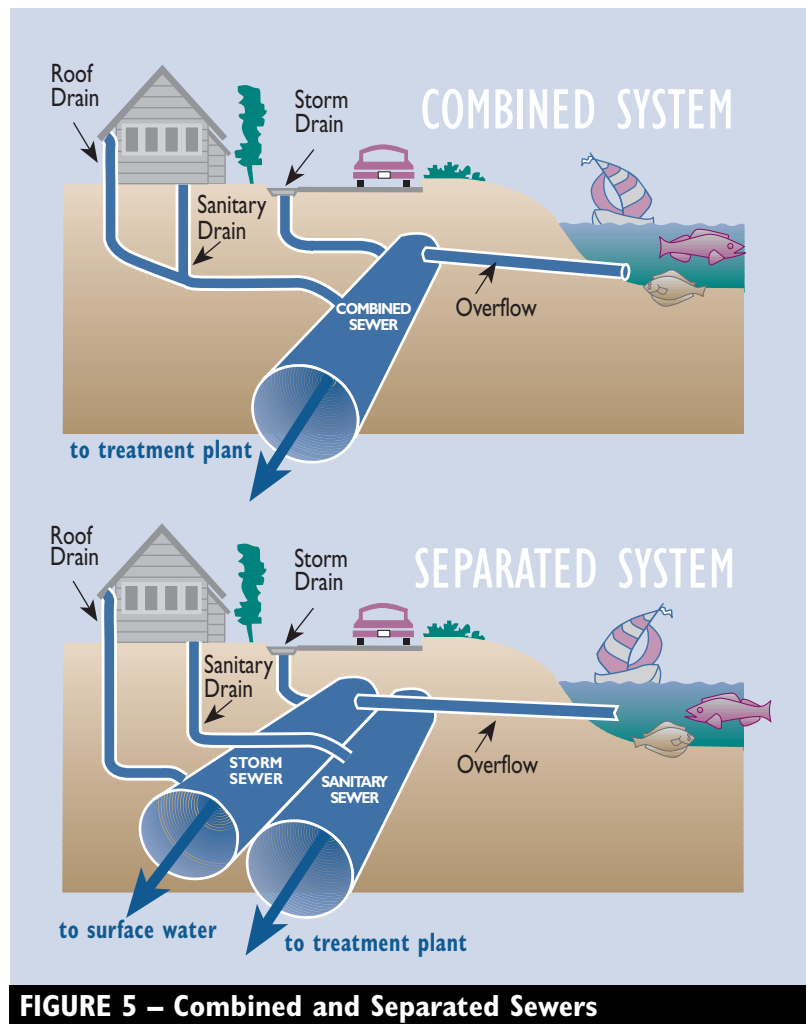 COMBINED SYSTEM
Roof
Drain
Storm
Drain
Sanitary
Drain
Overflow
COMBINED
SEWER
to treatment plant
SEPARATED SYSTEM
Roof
Drain
Storm
Drain
Sanitary
Drain
Overflow
STORM
SEWER
SANITARY
SEWER
to surface water
to treatment plant
FIGURE 5 – Combined and Separated Sewers